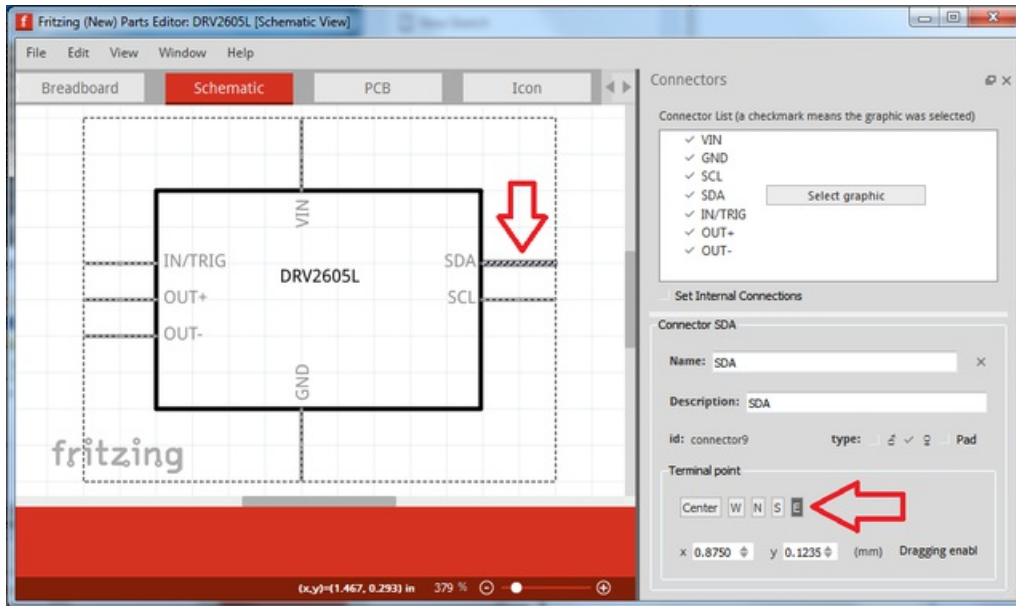 Fritzing (New) Parts Editor: DRV2605L [Schematic View]
File Edit View Window Help
Breadboard Schematic PCB Icon
Connectors
Connector List (a checkmark means the graphic was selected)
VIN
GND
SCL
SDA Select graphic
IN/TRIG
OUT+
OUT-
Set Internal Connections
Connector SDA
Name: SDA
Description: SDA
id: connector9 type: Pad
Terminal point
Center W N S E
x 0.8750 y 0.1235 (mm) Dragging enabl
VIN
IN/TRIG SDA
DRV2605L
OUT+ SCL
OUT-
GND
fritzing
(x,y)=(1.467, 0.293) in 379 %